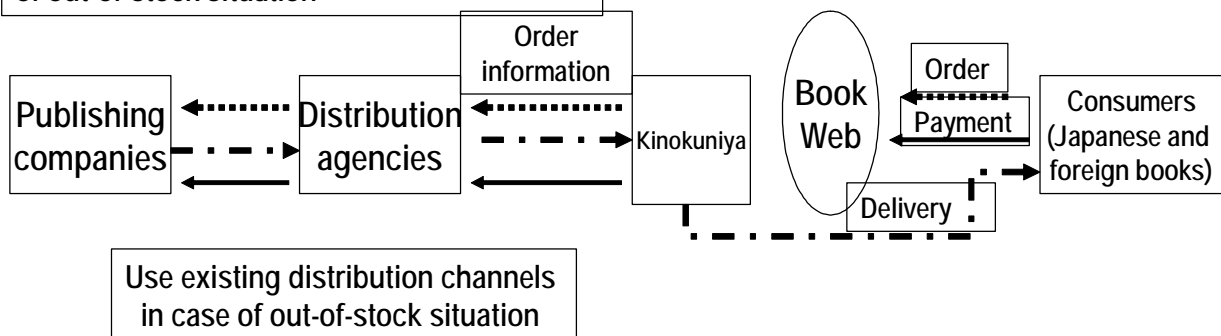 of out-of-stock situation
Order
information
Publishing
companies
Distribution
agencies
Kinokuniya
Book
Web
Order
Payment
Consumers
(Japanese and
foreign books)
Delivery
Use existing distribution channels
in case of out-of-stock situation